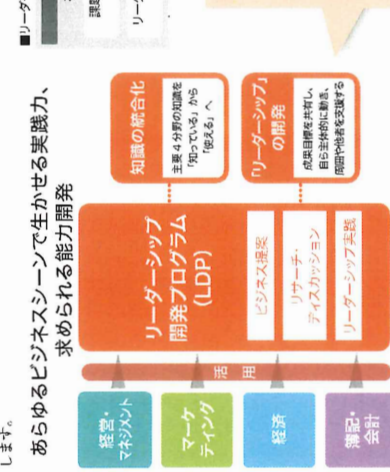 します。
あらゆるビジネスシーンで生かせる実践力、
求められる能力開発
経営・
マネジメント
マーケ
ティング
経済
簿記・
会計
活用
リーダーシップ
開発プログラム
(LDP)
ビジネス提案
リサーチ・
ディスカッション
リーダーシップ実践
知識の統合化
主要4分野の知識を
「知っている」から
「使える」へ
「リーダーシップ」
の開発
成果目標を共有し、
自ら主体的に動き、
周囲や他者を支援する
■リーダ
課題
リーダ